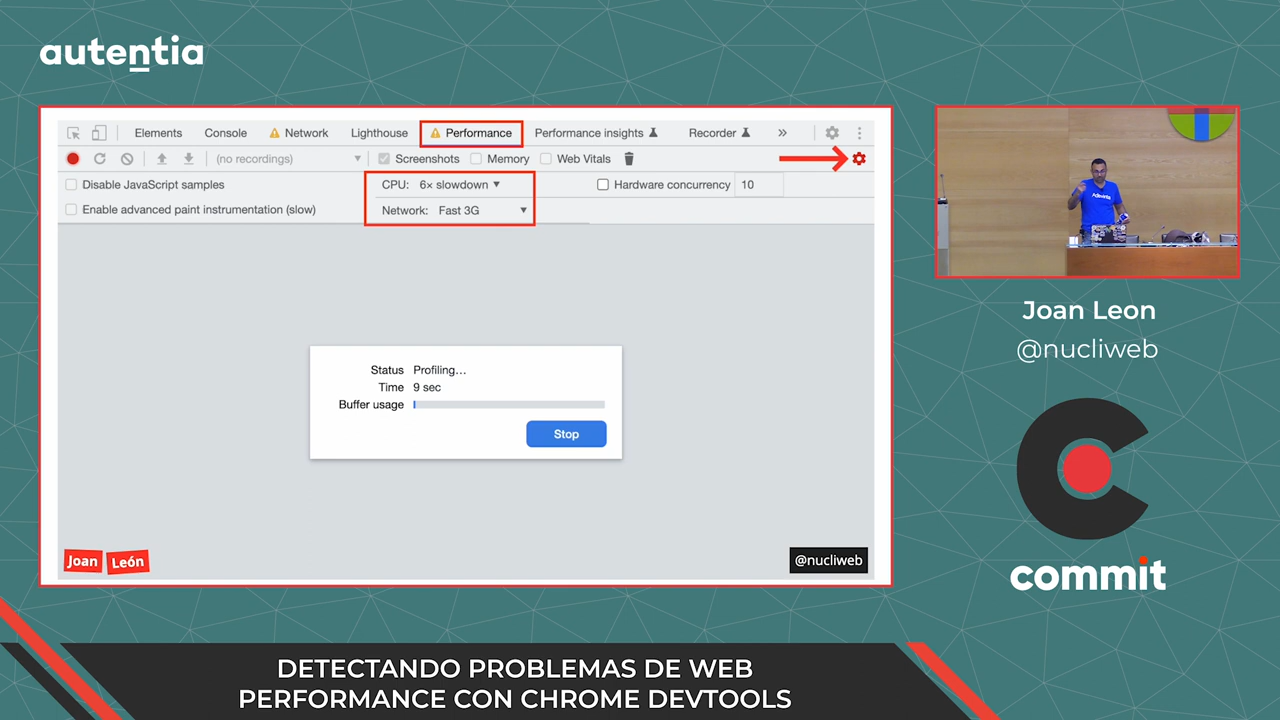 autentia
Elements Console Network Lighthouse Performance Performance insights Recorder »
(no recordings) Screenshots Memory Web Vitals
Disable JavaScript samples CPU: 6× slowdown Hardware concurrency 10
Enable advanced paint instrumentation (slow) Network: Fast 3G
Status Profiling...
Time 9 sec
Buffer usage
Stop
Joan León
@nucliweb
Adevinta
Joan Leon
@nucliweb
commit
DETECTANDO PROBLEMAS DE WEB
PERFORMANCE CON CHROME DEVTOOLS